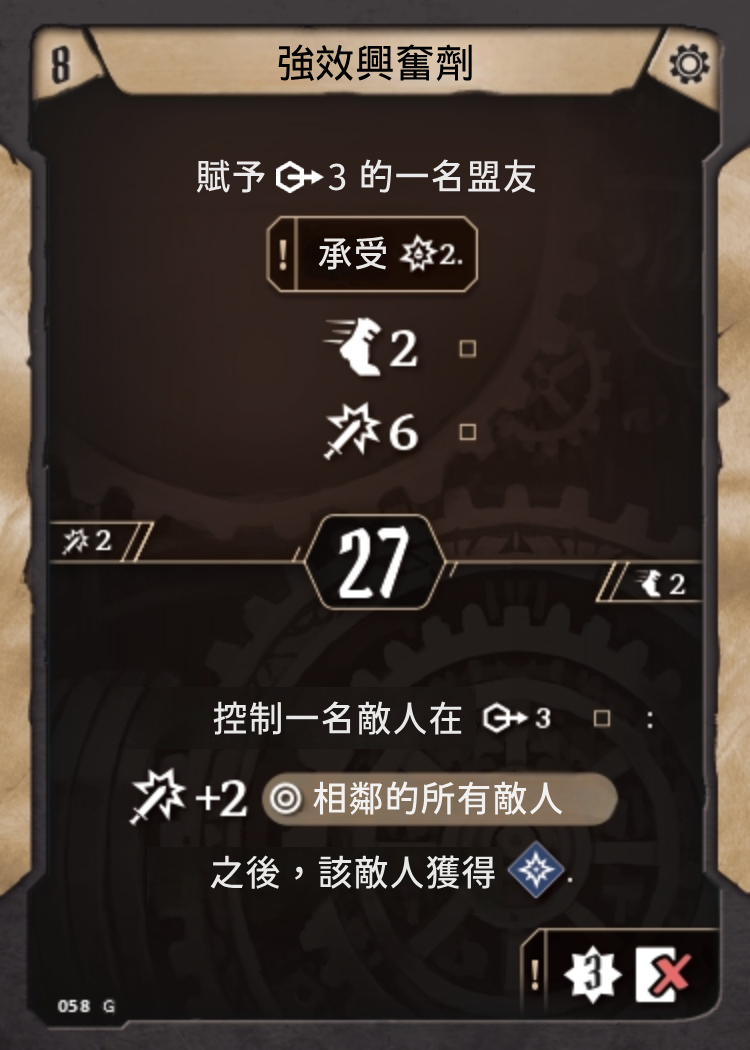 8 強效興奮劑
賦予 3 的一名盟友
! 承受 2.
2
6
2
27
2
控制一名敵人在 3 :
+2 相鄰的所有敵人
之後，該敵人獲得 .
! 3
058 G